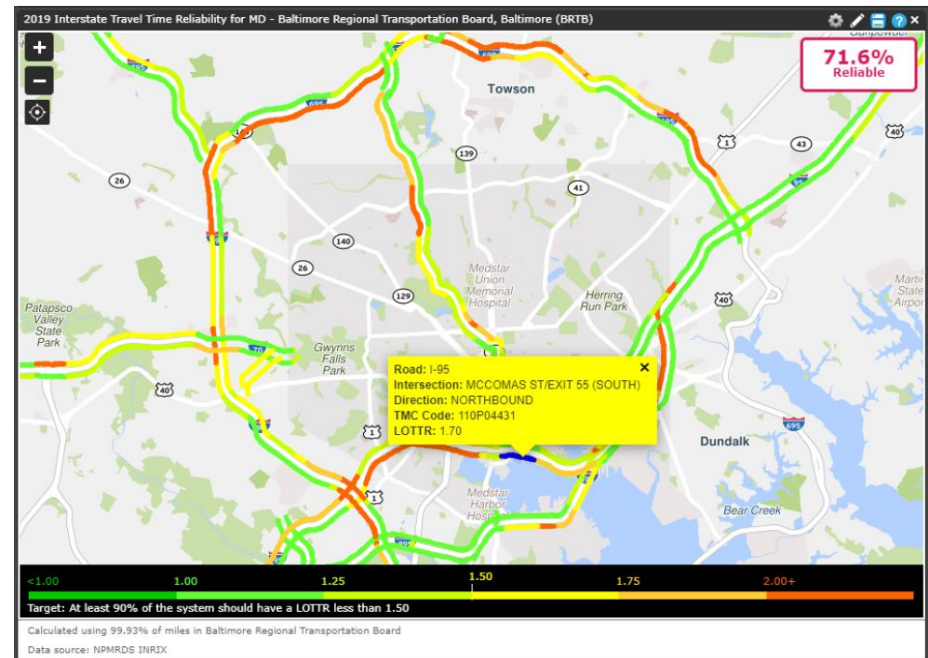 2019 Interstate Travel Time Reliability for MD - Baltimore Regional Transportation Board, Baltimore (BRTB)
71.6%
Reliable
Towson
695
139
1
43
40
26
41
140
26
Medstar
Union
Memorial
Hospital
129
Herring
Run Park
40
Patapsco
Valley
State
Park
70
Gwynns
Falls
Park
40
1
Road: I-95
Intersection: MCCOMAS ST/EXIT 55 (SOUTH)
Direction: NORTHBOUND
TMC Code: 110P04431
LOTTR: 1.70
695
Dundalk
1
Medstar
Harbor
Bear Creek
<1.00 1.00 1.25 1.50 1.75 2.00+
Target: At least 90% of the system should have a LOTTR less than 1.50
Calculated using 99.93% of miles in Baltimore Regional Transportation Board
Data source: NPMRDS INRIX